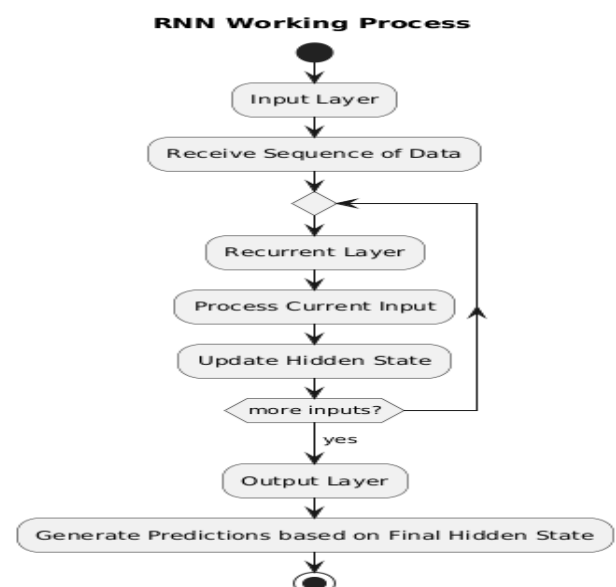 RNN Working Process
Input Layer
Receive Sequence of Data
Recurrent Layer
Process Current Input
Update Hidden State
more inputs?
yes
Output Layer
Generate Predictions based on Final Hidden State